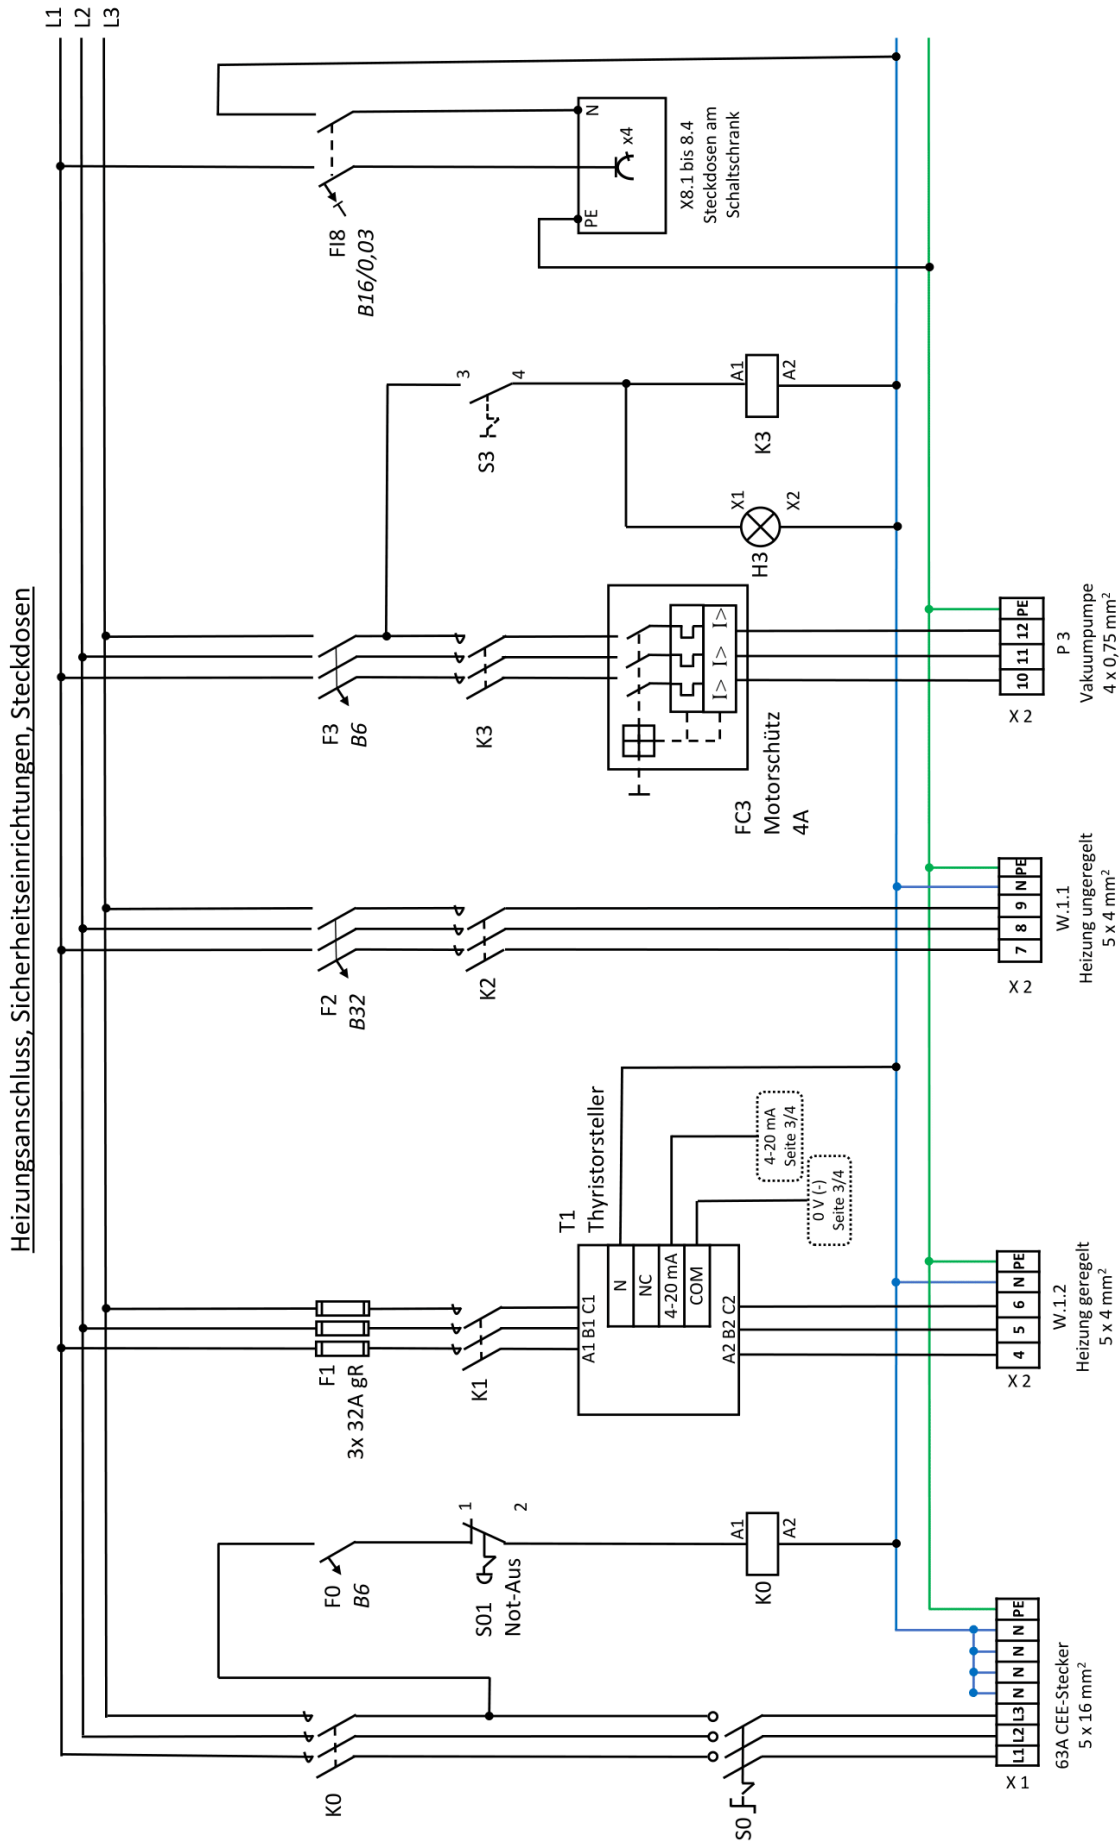 Heizungsanschluss, Sicherheitseinrichtungen, Steckdosen
L1
L2
L3
K0
F0
B6
S01
Not-Aus
1
2
A1
A2
K0
S0
L1 L2 L3 N N N N PE
X 1
63A CEE-Stecker
5 x 16 mm²
F1
3x 32A gR
K1
T1
Thyristorsteller
A1 B1 C1
N
NC
4-20 mA
COM
A2 B2 C2
4-20 mA
Seite 3/4
0 V (-)
Seite 3/4
4 5 6 N PE
X 2
W.1.2
Heizung geregelt
5 x 4 mm²
F2
B32
K2
7 8 9 N PE
X 2
W.1.1
Heizung ungeregelt
5 x 4 mm²
F3
B6
K3
FC3
Motorschütz
4A
I> I> I>
10 11 12 PE
X 2
P 3
Vakuumpumpe
4 x 0,75 mm²
S3
3
4
H3
X1
X2
A1
A2
K3
FI8
B16/0,03
PE
N
x4
X8.1 bis 8.4
Steckdosen am
Schaltschrank